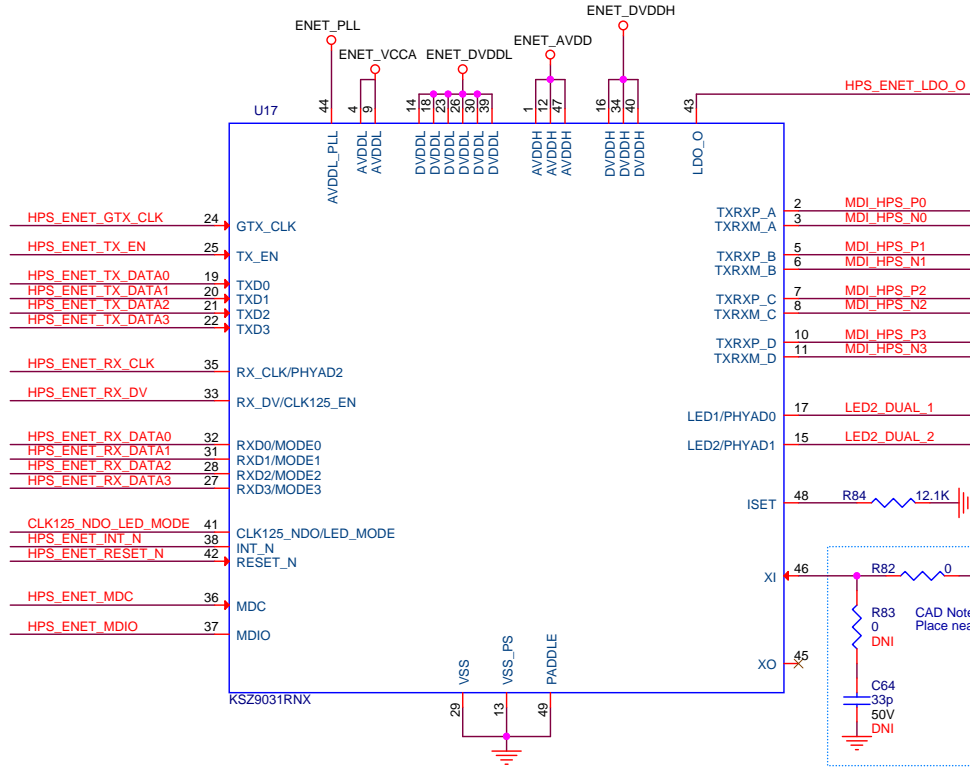 ENET_PLL
ENET_VCCA
ENET_DVDDL
ENET_AVDD
ENET_DVDDH
U17
44
4
9
14
18
23
26
30
39
1
12
47
16
34
40
43
HPS_ENET_LDO_O
AVDDL_PLL
AVDDL
AVDDL
DVDDL
DVDDL
DVDDL
DVDDL
DVDDL
DVDDL
AVDDH
AVDDH
AVDDH
DVDDH
DVDDH
DVDDH
LDO_O
HPS_ENET_GTX_CLK 24 GTX_CLK
HPS_ENET_TX_EN 25 TX_EN
HPS_ENET_TX_DATA0 19 TXD0
HPS_ENET_TX_DATA1 20 TXD1
HPS_ENET_TX_DATA2 21 TXD2
HPS_ENET_TX_DATA3 22 TXD3
HPS_ENET_RX_CLK 35 RX_CLK/PHYAD2
HPS_ENET_RX_DV 33 RX_DV/CLK125_EN
HPS_ENET_RX_DATA0 32 RXD0/MODE0
HPS_ENET_RX_DATA1 31 RXD1/MODE1
HPS_ENET_RX_DATA2 28 RXD2/MODE2
HPS_ENET_RX_DATA3 27 RXD3/MODE3
CLK125_NDO_LED_MODE 41 CLK125_NDO/LED_MODE
HPS_ENET_INT_N 38 INT_N
HPS_ENET_RESET_N 42 RESET_N
HPS_ENET_MDC 36 MDC
HPS_ENET_MDIO 37 MDIO
TXRXP_A 2 MDI_HPS_P0
TXRXM_A 3 MDI_HPS_N0
TXRXP_B 5 MDI_HPS_P1
TXRXM_B 6 MDI_HPS_N1
TXRXP_C 7 MDI_HPS_P2
TXRXM_C 8 MDI_HPS_N2
TXRXP_D 10 MDI_HPS_P3
TXRXM_D 11 MDI_HPS_N3
LED1/PHYAD0 17 LED2_DUAL_1
LED2/PHYAD1 15 LED2_DUAL_2
ISET 48 R84 12.1K
XI 46 R82 0
R83
0
DNI
CAD Note
Place nea
XO 45
C64
33p
50V
DNI
VSS
VSS_PS
PADDLE
29
13
49
KSZ9031RNX